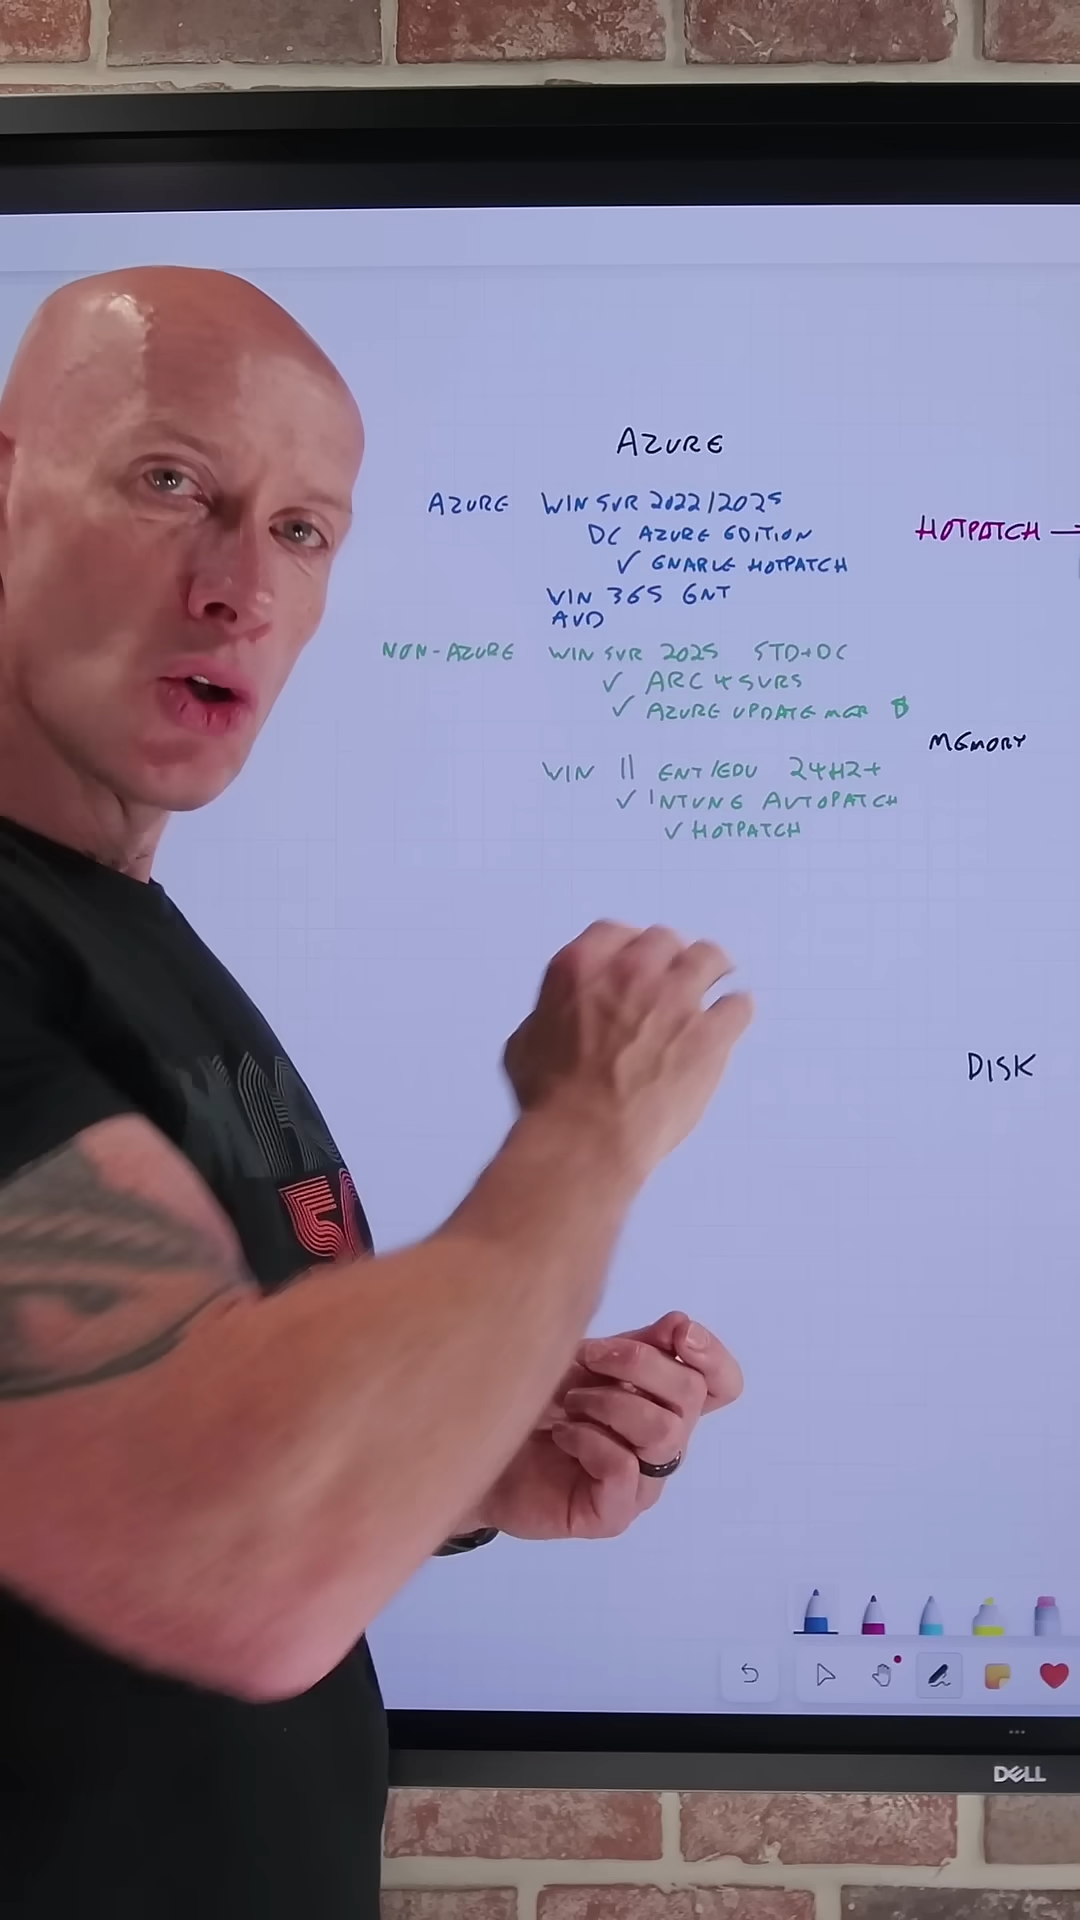 AZURE
AZURE WIN SVR 2022/2025
DC AZURE EDITION
✓ ENABLE HOTPATCH
HOTPATCH →
WIN 365 ENT
AVD
NON-AZURE WIN SVR 2025 STD+DC
✓ ARC 4 SVRS
✓ AZURE UPDATE MGR $
MEMORY
WIN 11 ENT/EDU 24H2+
✓ INTUNE AUTOPATCH
✓ HOTPATCH
DISK
DELL